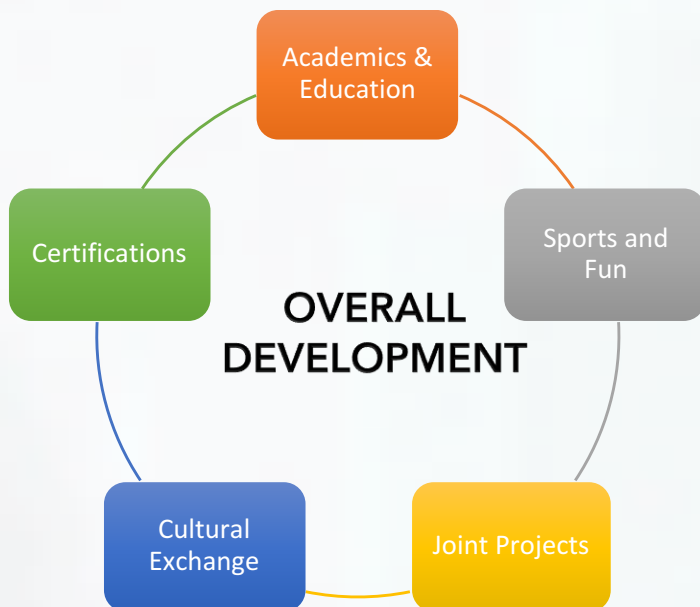 Academics &
Education
Sports and
Fun
Certifications
OVERALL
DEVELOPMENT
Cultural
Exchange
Joint Projects